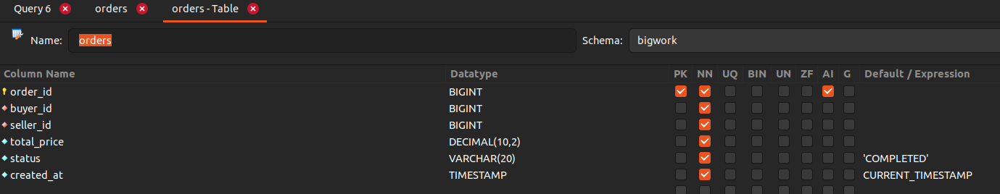 Query 6 orders orders - Table
Name: orders Schema: bigwork
Column Name Datatype PK NN UQ BIN UN ZF AI G Default / Expression
order_id BIGINT
buyer_id BIGINT
seller_id BIGINT
total_price DECIMAL(10,2)
status VARCHAR(20) 'COMPLETED'
created_at TIMESTAMP CURRENT_TIMESTAMP